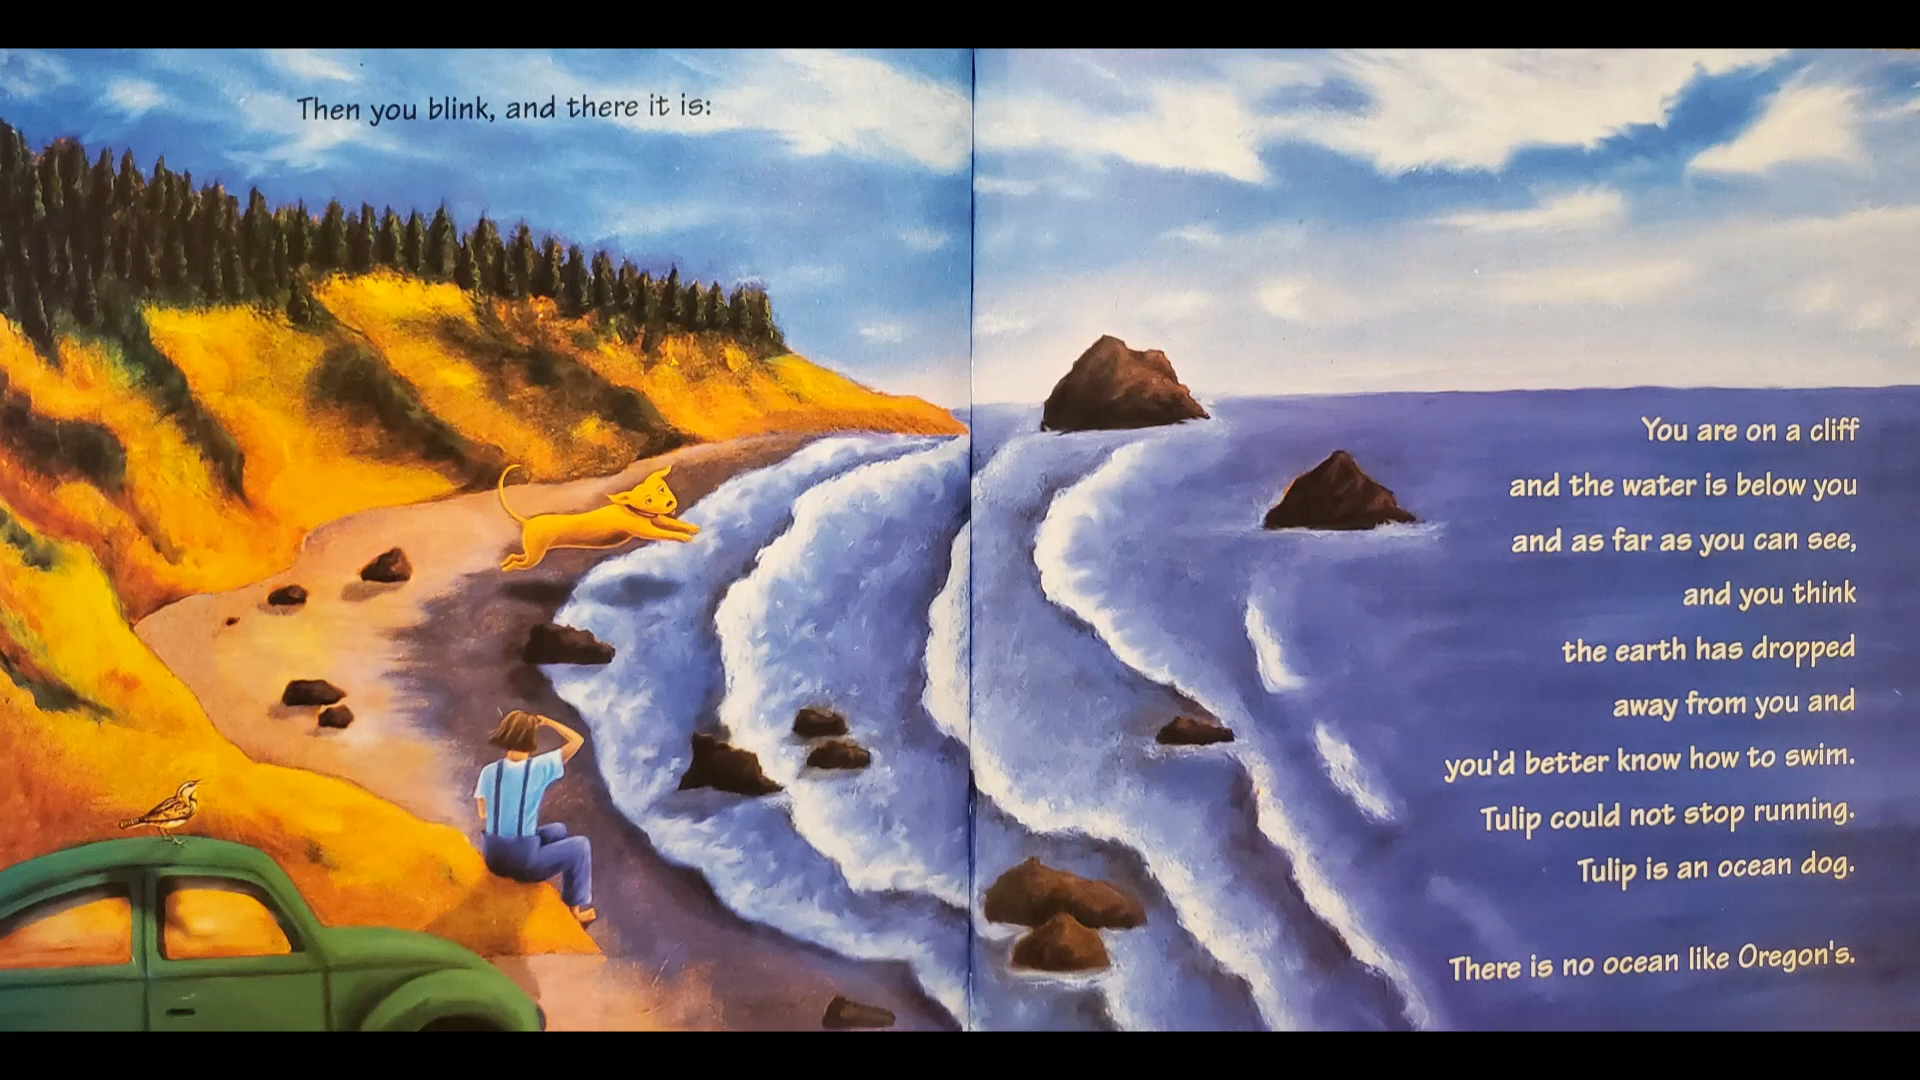 Then you blink, and there it is:
You are on a cliff
and the water is below you
and as far as you can see,
and you think
the earth has dropped
away from you and
you'd better know how to swim.
Tulip could not stop running.
Tulip is an ocean dog.
There is no ocean like Oregon's.